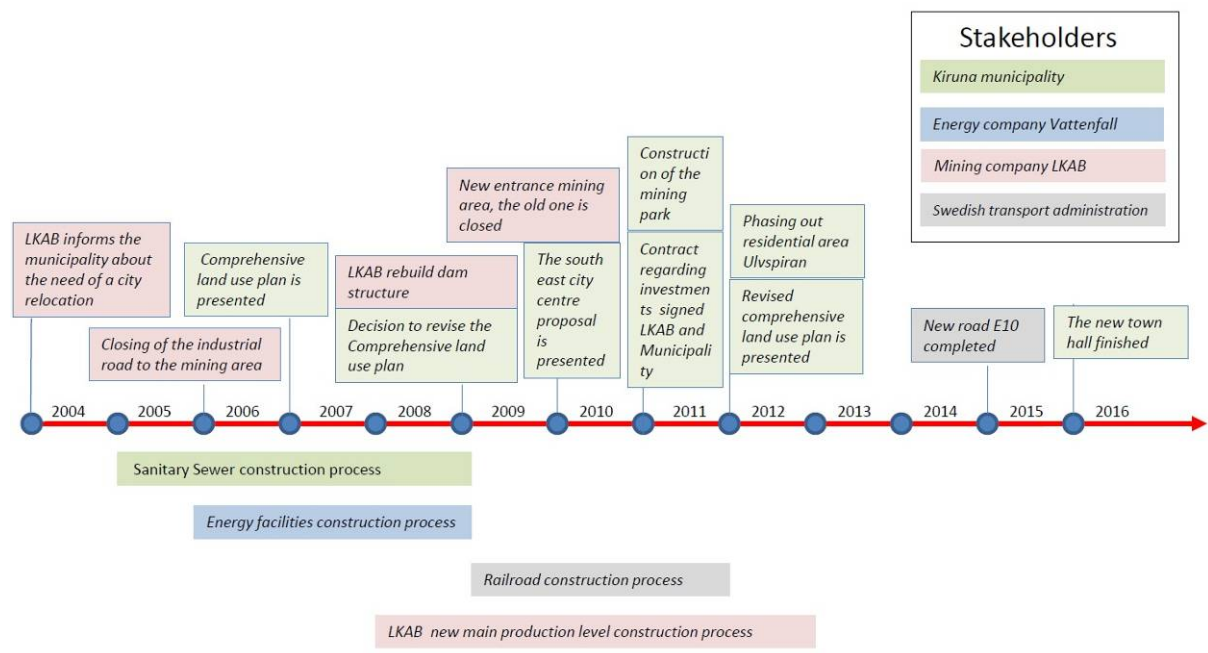 Stakeholders
Kiruna municipality
Energy company Vattenfall
Mining company LKAB
Swedish transport administration
LKAB informs the
municipality about
the need of a city
relocation
Closing of the industrial
road to the mining area
Comprehensive
land use plan is
presented
LKAB rebuild dam
structure
Decision to revise the
Comprehensive land
use plan
New entrance mining
area, the old one is
closed
The south
east city
centre
proposal
is
presented
Constructi
on of the
mining
park
Contract
regarding
investmen
ts signed
LKAB and
Municipali
ty
Phasing out
residential area
Ulvspiran
Revised
comprehensive
land use plan is
presented
New road E10
completed
The new town
hall finished
2004 2005 2006 2007 2008 2009 2010 2011 2012 2013 2014 2015 2016
Sanitary Sewer construction process
Energy facilities construction process
Railroad construction process
LKAB new main production level construction process